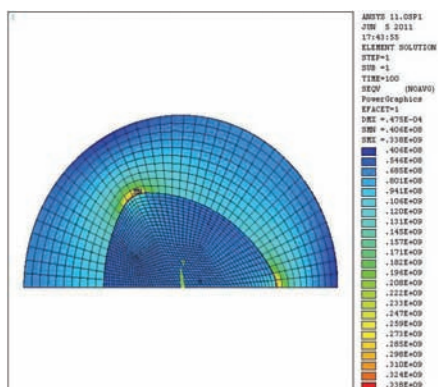 ANSYS 11.0SP1
JUN 5 2011
17:43:55
ELEMENT SOLUTION
STEP=1
SUB =1
TIME=100
SEQV (NOAVG)
PowerGraphics
EFACET=1
DMX =.475E-04
SMN =.406E+08
SMX =.338E+09
.406E+08
.546E+08
.685E+08
.801E+08
.941E+08
.106E+09
.120E+09
.131E+09
.145E+09
.157E+09
.171E+09
.182E+09
.196E+09
.208E+09
.222E+09
.233E+09
.247E+09
.259E+09
.273E+09
.285E+09
.298E+09
.310E+09
.324E+09
.338E+09